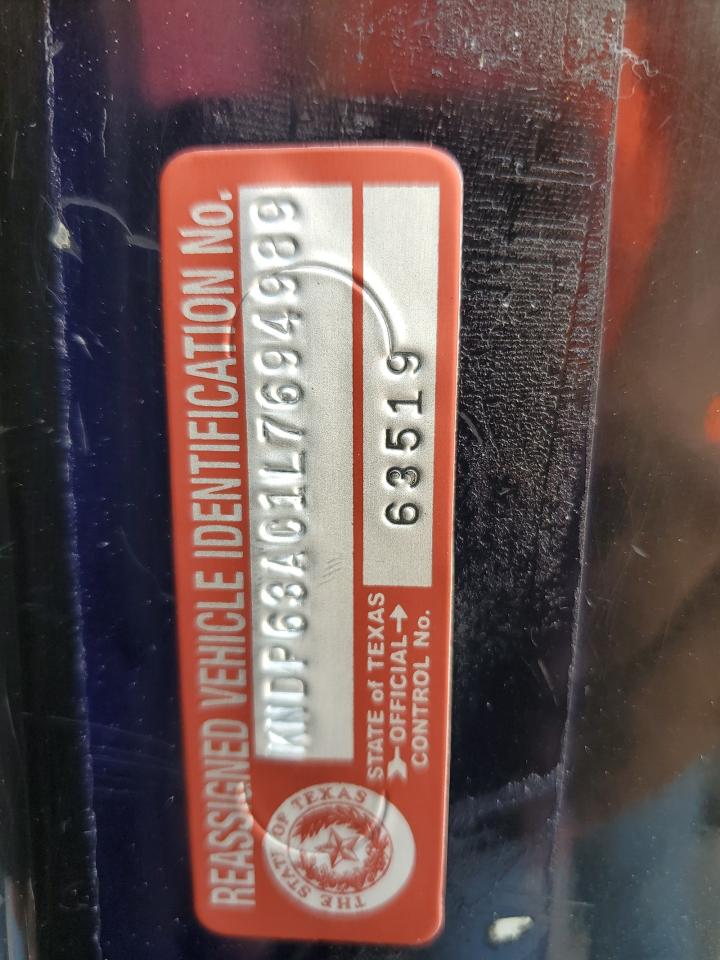 REASSIGNED VEHICLE IDENTIFICATION No.
KNDP63AC1L7694989
STATE of TEXAS
OFFICIAL
CONTROL No.
63519
THE STATE OF TEXAS